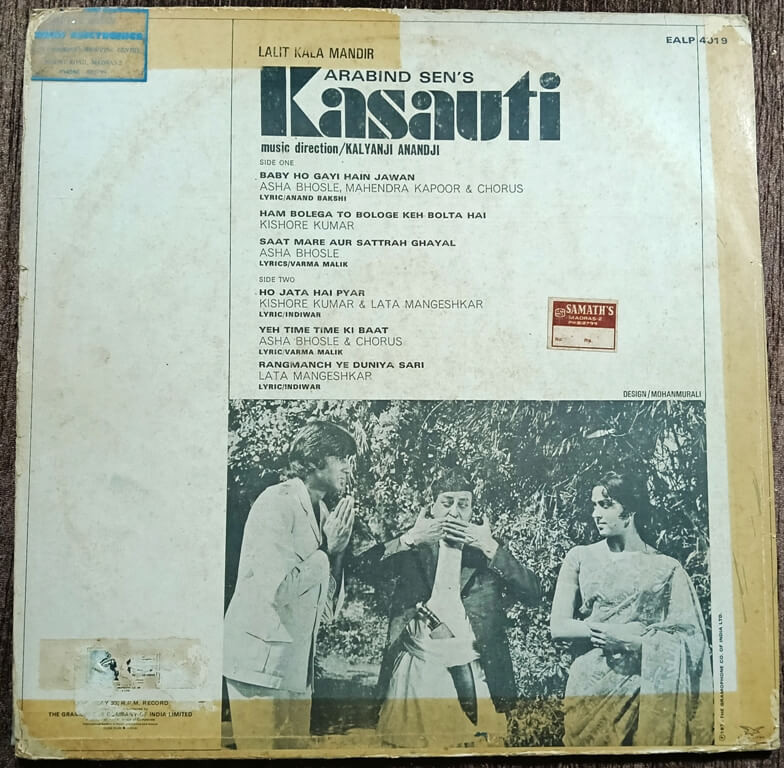 EALP 4019
LALIT KALA MANDIR
ARABIND SEN'S
Kasauti
music direction/KALYANJI ANANDJI
SIDE ONE
BABY HO GAYI HAIN JAWAN
ASHA BHOSLE, MAHENDRA KAPOOR & CHORUS
LYRIC/ANAND BAKSHI
HAM BOLEGA TO BOLOGE KEH BOLTA HAI
KISHORE KUMAR
SAAT MARE AUR SATTRAH GHAYAL
ASHA BHOSLE
LYRICS/VARMA MALIK
SIDE TWO
HO JATA HAI PYAR
KISHORE KUMAR & LATA MANGESHKAR
LYRIC/INDIWAR
YEH TIME TIME KI BAAT
ASHA BHOSLE & CHORUS
LYRIC/VARMA MALIK
RANGMANCH YE DUNIYA SARI
LATA MANGESHKAR
LYRIC/INDIWAR
SAMATH'S
MADRAS-2
No. Rs.
DESIGN/MOHANMURALI
R.P.M. RECORD
COMPANY OF INDIA LIMITED
THE GRAMOPHONE CO. OF INDIA LTD.